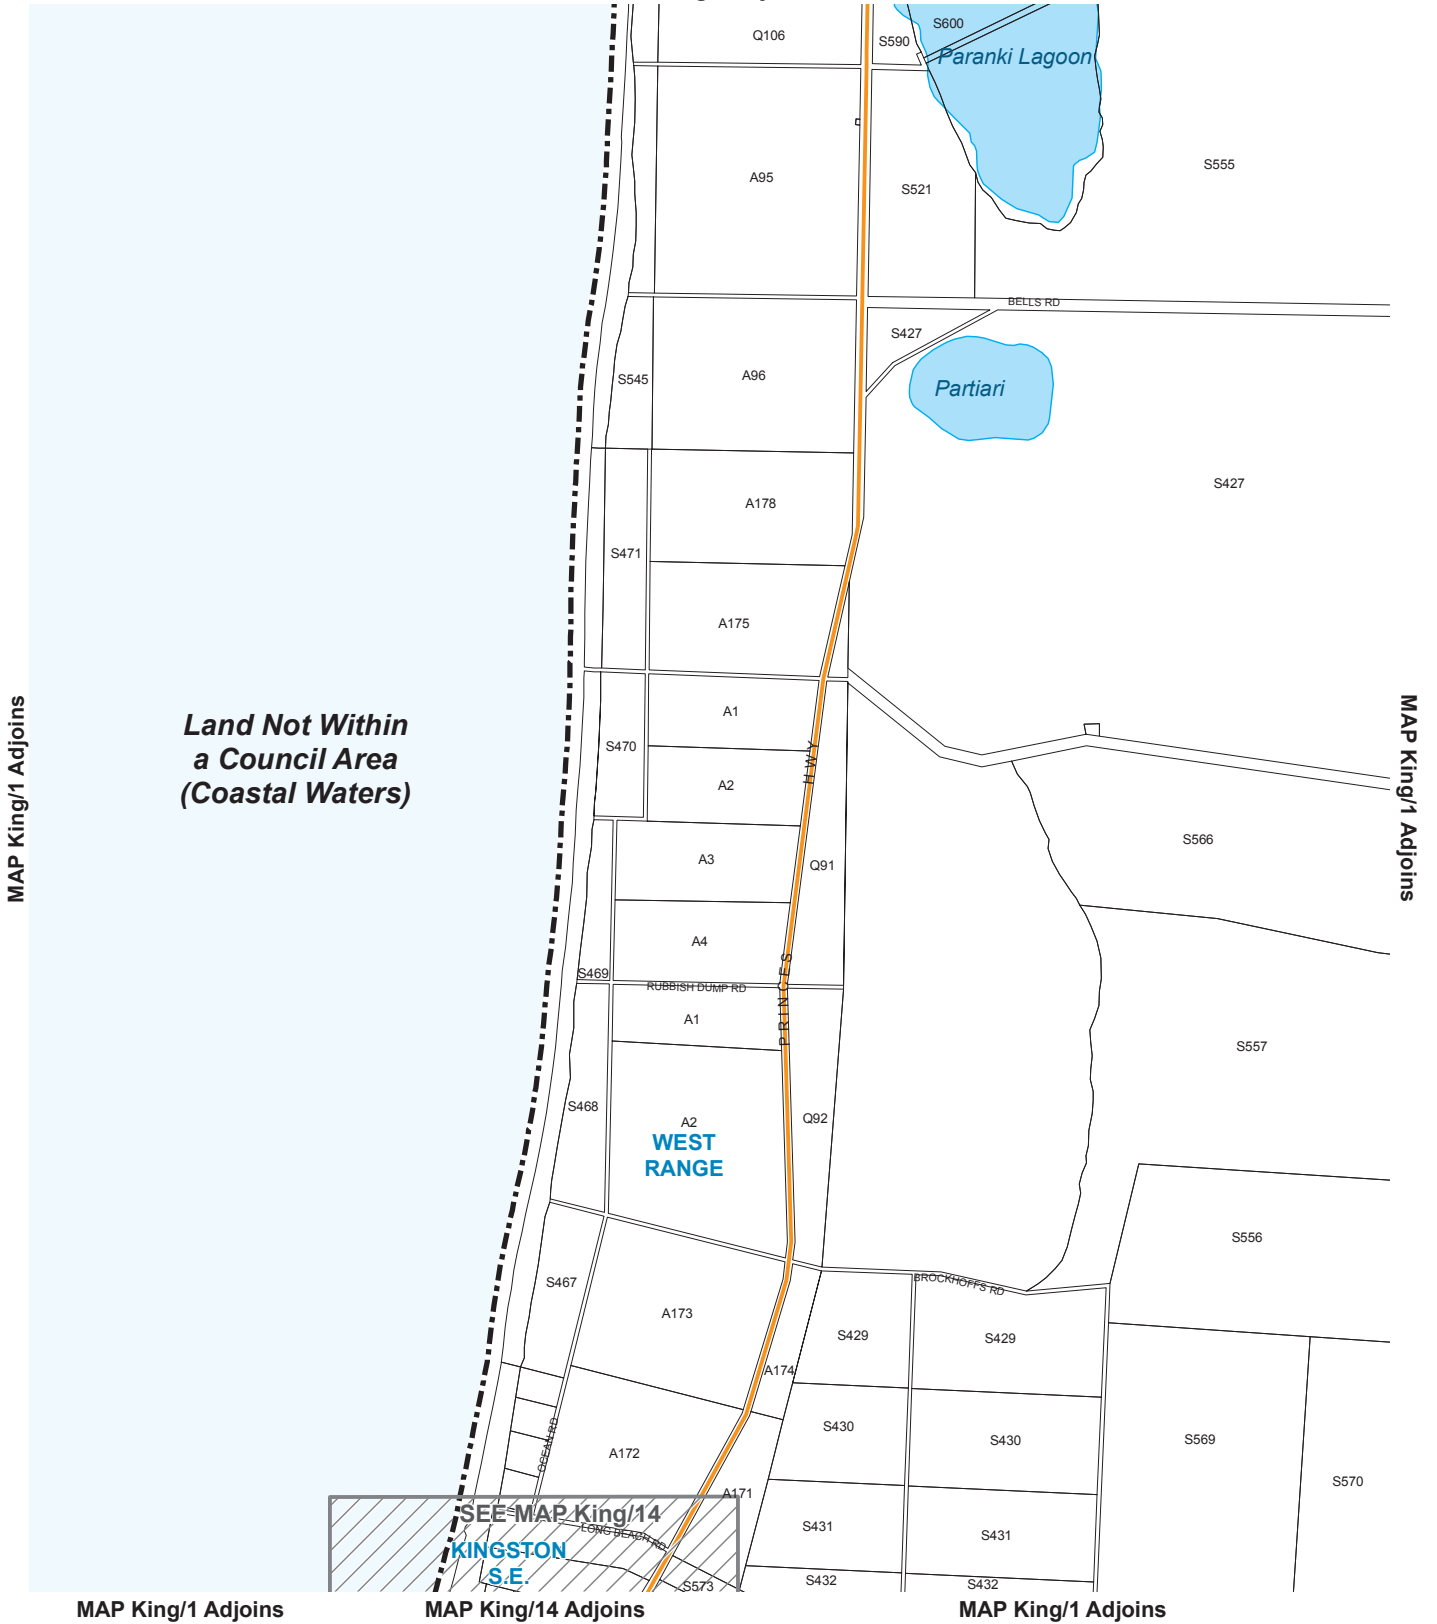 S600
Q106
S590
Paranki Lagoon
S555
A95
S521
BELLS RD
S427
S545
A96
Partiari
S427
A178
S471
A175
MAP King/1 Adjoins
MAP King/1 Adjoins
Land Not Within
a Council Area
(Coastal Waters)
A1
S470
HWY
A2
S566
A3
Q91
A4
S469
RUBBISH DUMP RD
PRINCES
A1
S557
S468
A2
Q92
WEST
RANGE
S556
S467
BROCKHOFFS RD
A173
S429
S429
A174
S430
S430
OCEAN RD
A172
S569
S570
A171
SEE MAP King/14
LONG BEACH RD
S431
S431
KINGSTON
S.E.
S573
S432
S432
MAP King/1 Adjoins
MAP King/14 Adjoins
MAP King/1 Adjoins